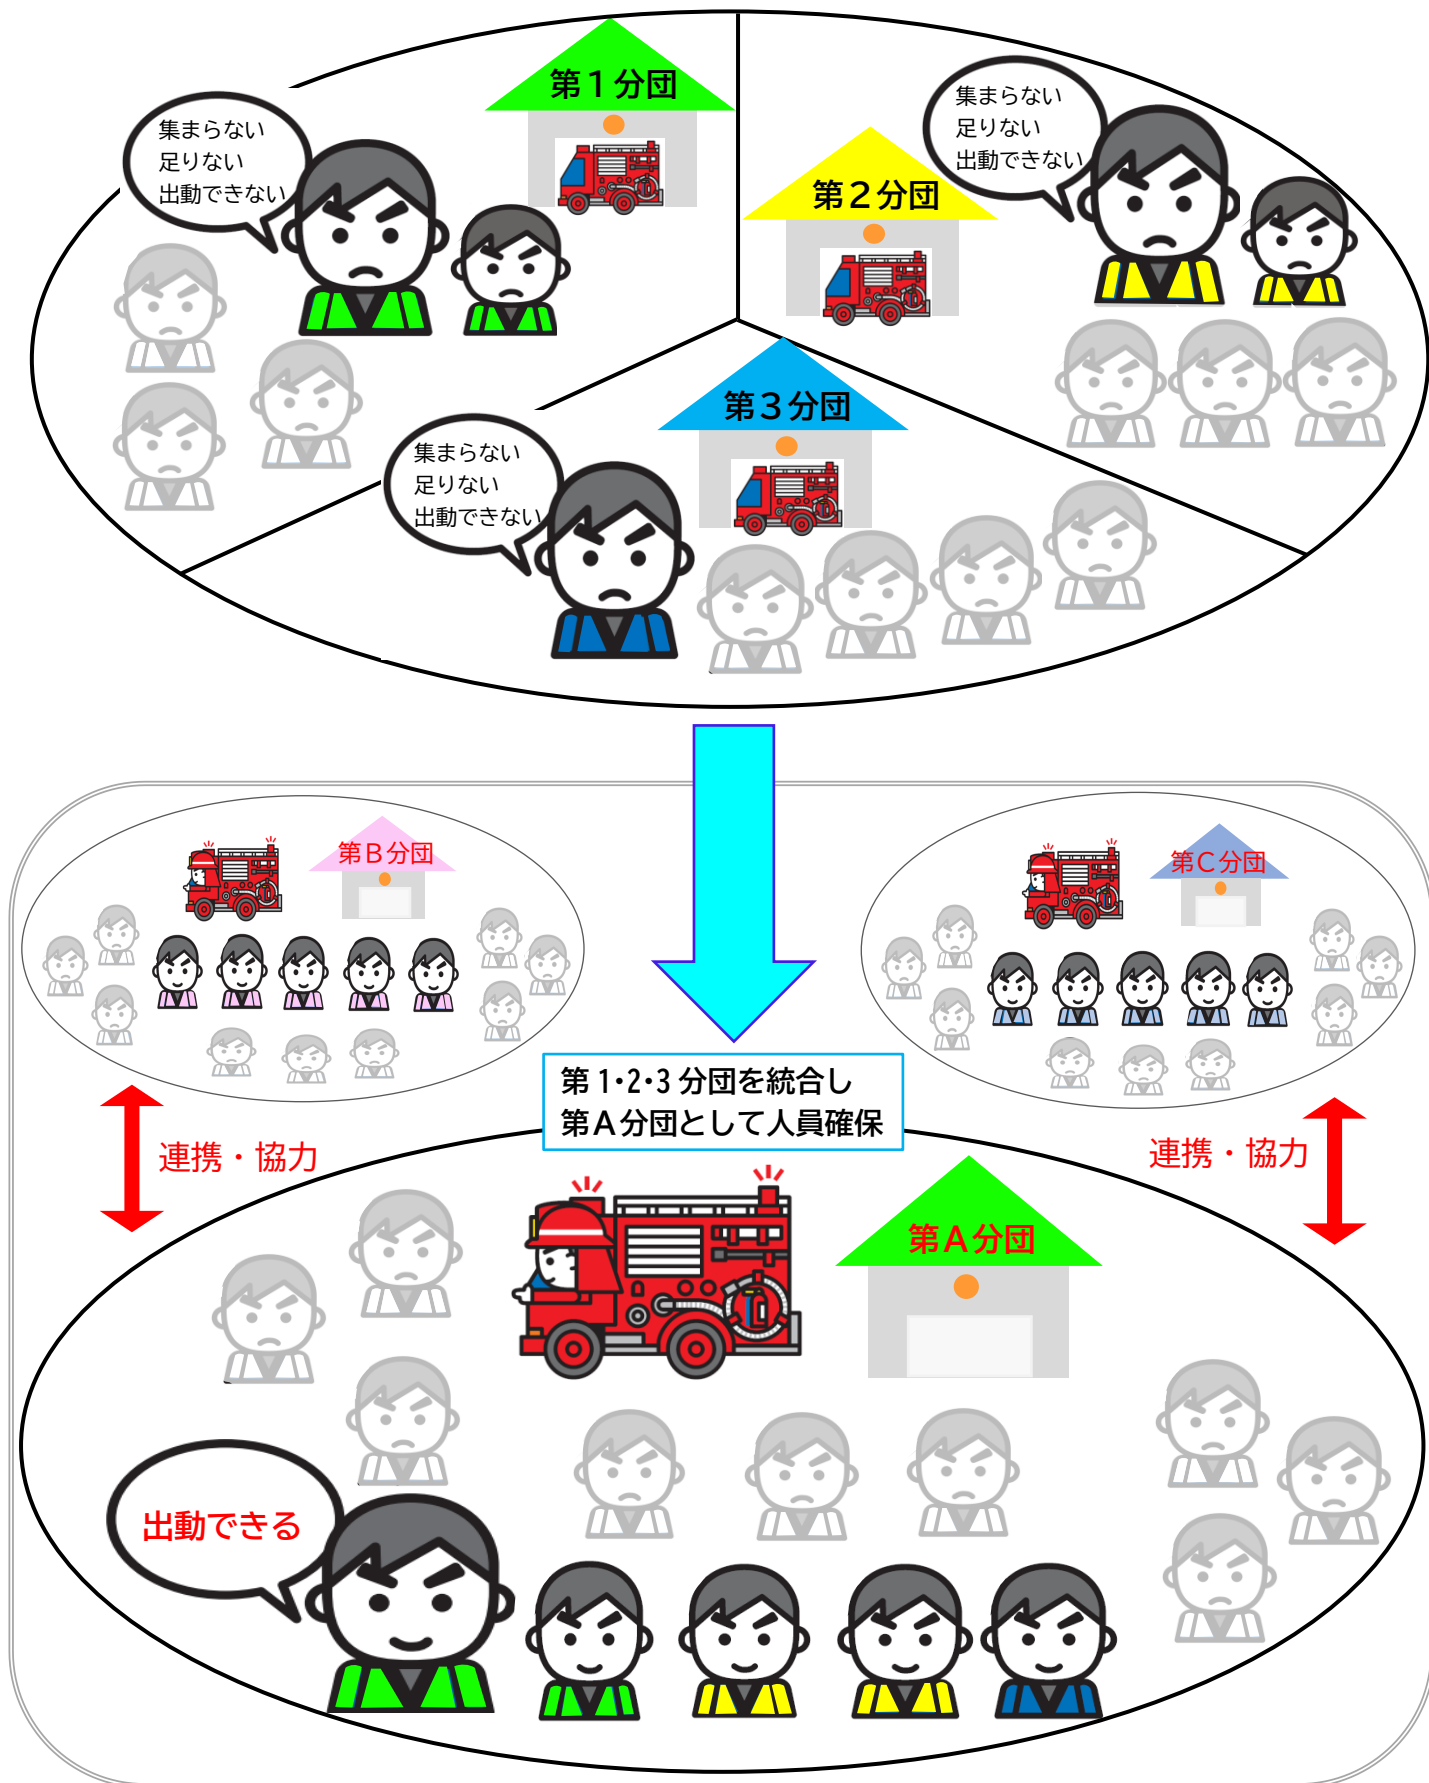 第１分団
集まらない
足りない
出動できない
第２分団
集まらない
足りない
出動できない
第３分団
集まらない
足りない
出動できない
第Ｂ分団
第Ｃ分団
第 1・2・3 分団を統合し
第Ａ分団として人員確保
連携・協力
連携・協力
第Ａ分団
出動できる